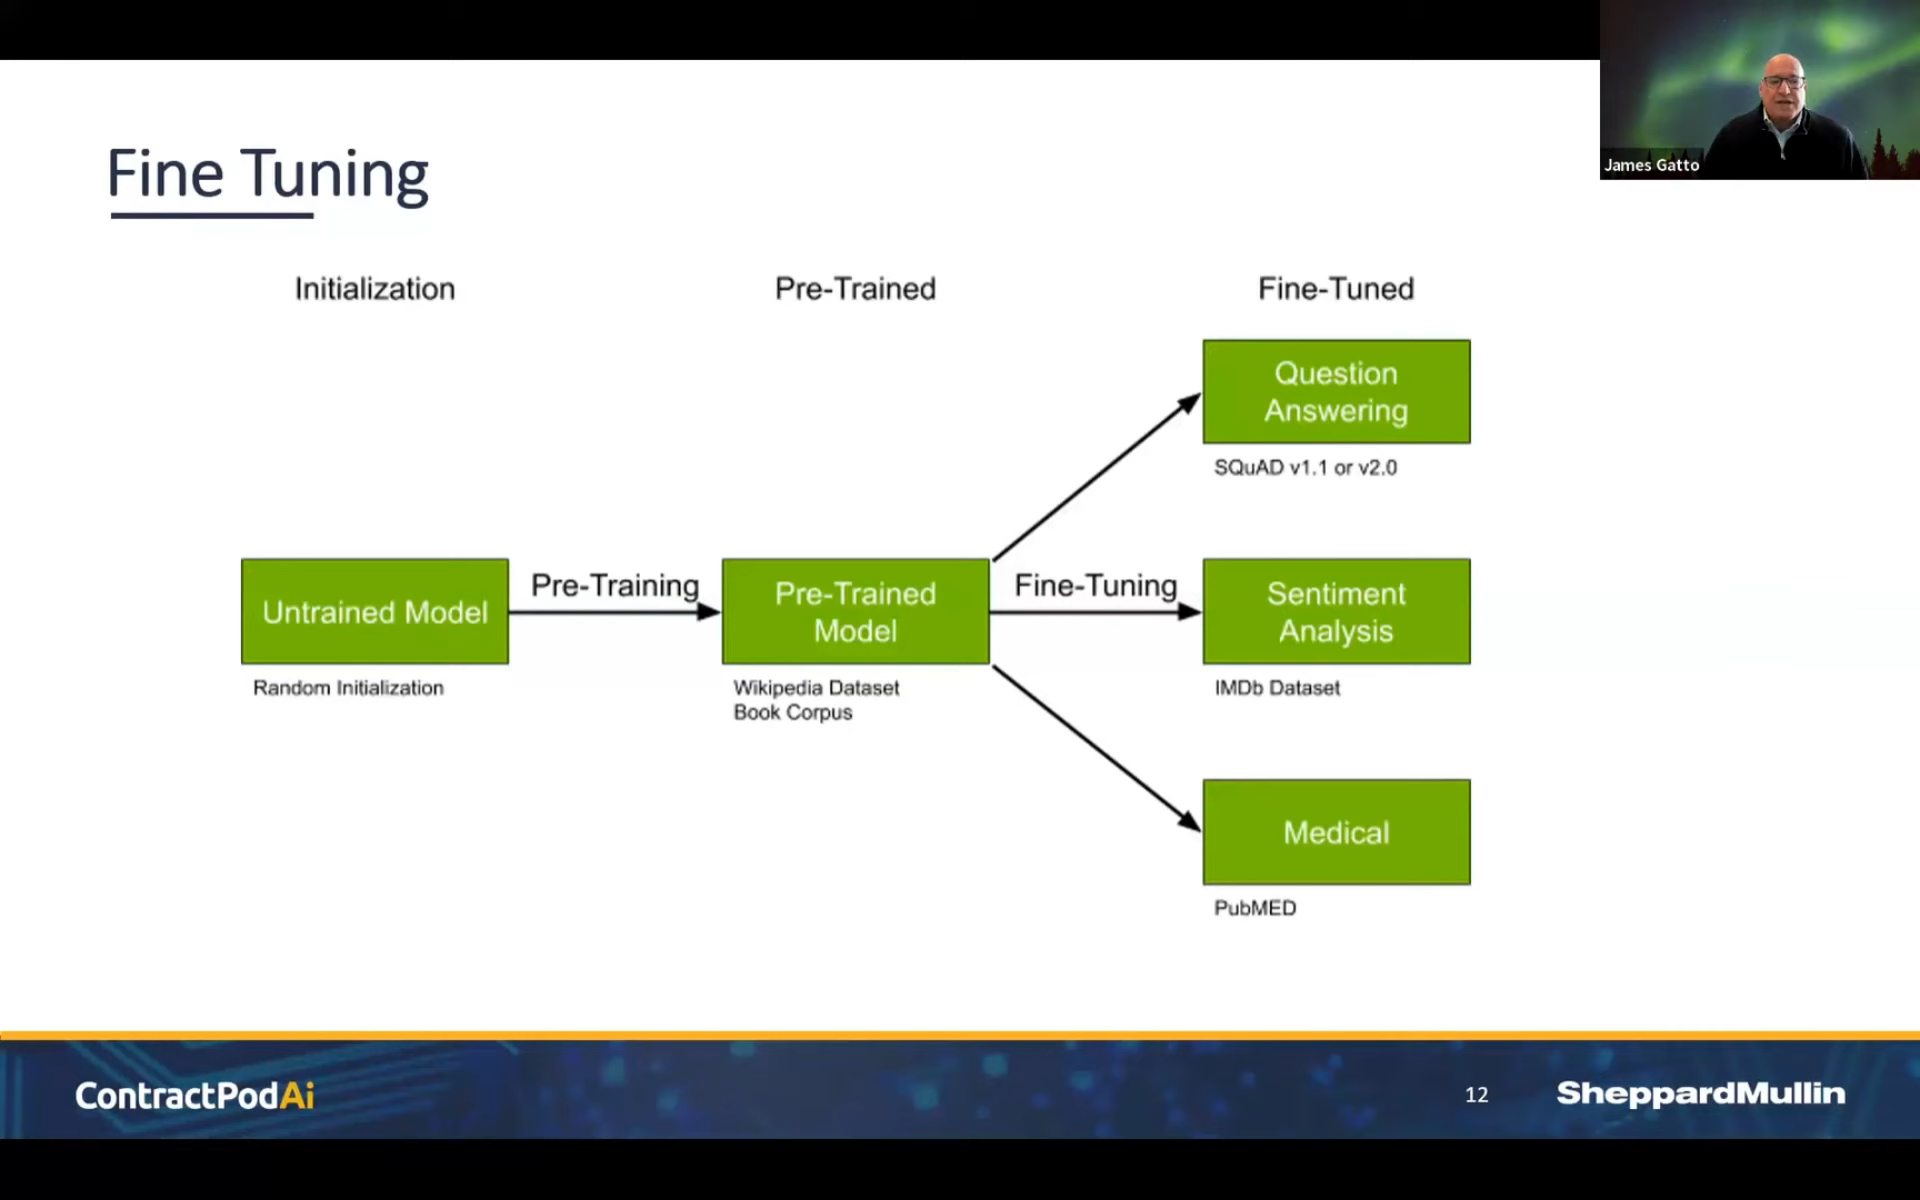 James Gatto
Fine Tuning
Initialization
Pre-Trained
Fine-Tuned
Question
Answering
SQuAD v1.1 or v2.0
Untrained Model
Pre-Training
Pre-Trained
Model
Fine-Tuning
Sentiment
Analysis
Random Initialization
Wikipedia Dataset
Book Corpus
IMDb Dataset
Medical
PubMED
ContractPodAi
12
SheppardMullin